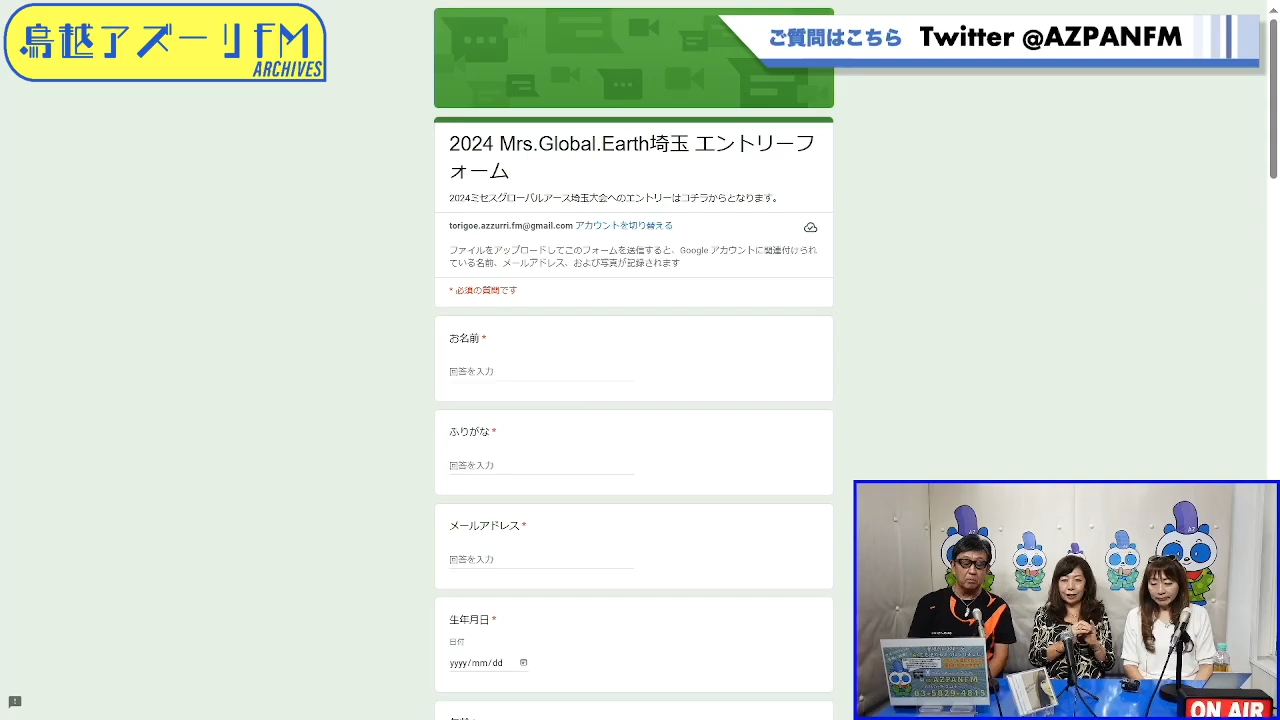 鳥越アズーリFM
ARCHIVES
ご質問はこちら Twitter @AZPANFM
2024 Mrs.Global.Earth埼玉 エントリーフ
ォーム
2024ミセスグローバルアース埼玉大会へのエントリーはコチラからとなります。
torigoe.azzurri.fm@gmail.com アカウントを切り替える
ファイルをアップロードしてこのフォームを送信すると、Google アカウントに関連付けられ
ている名前、メールアドレス、および写真が記録されます
* 必須の質問です
お名前 *
回答を入力
ふりがな *
回答を入力
メールアドレス *
回答を入力
生年月日 *
日付
yyyy/mm/dd
AZ
AZ
AZPANFM
03-5829-4815
ON AIR